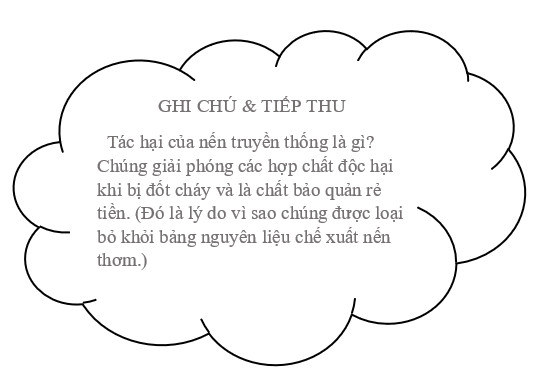 GHI CHÚ & TIẾP THU
Tác hại của nến truyền thống là gì?
Chúng giải phóng các hợp chất độc hại
khi bị đốt cháy và là chất bảo quản rẻ
tiền. (Đó là lý do vì sao chúng được loại
bỏ khỏi bảng nguyên liệu chế xuất nến
thơm.)